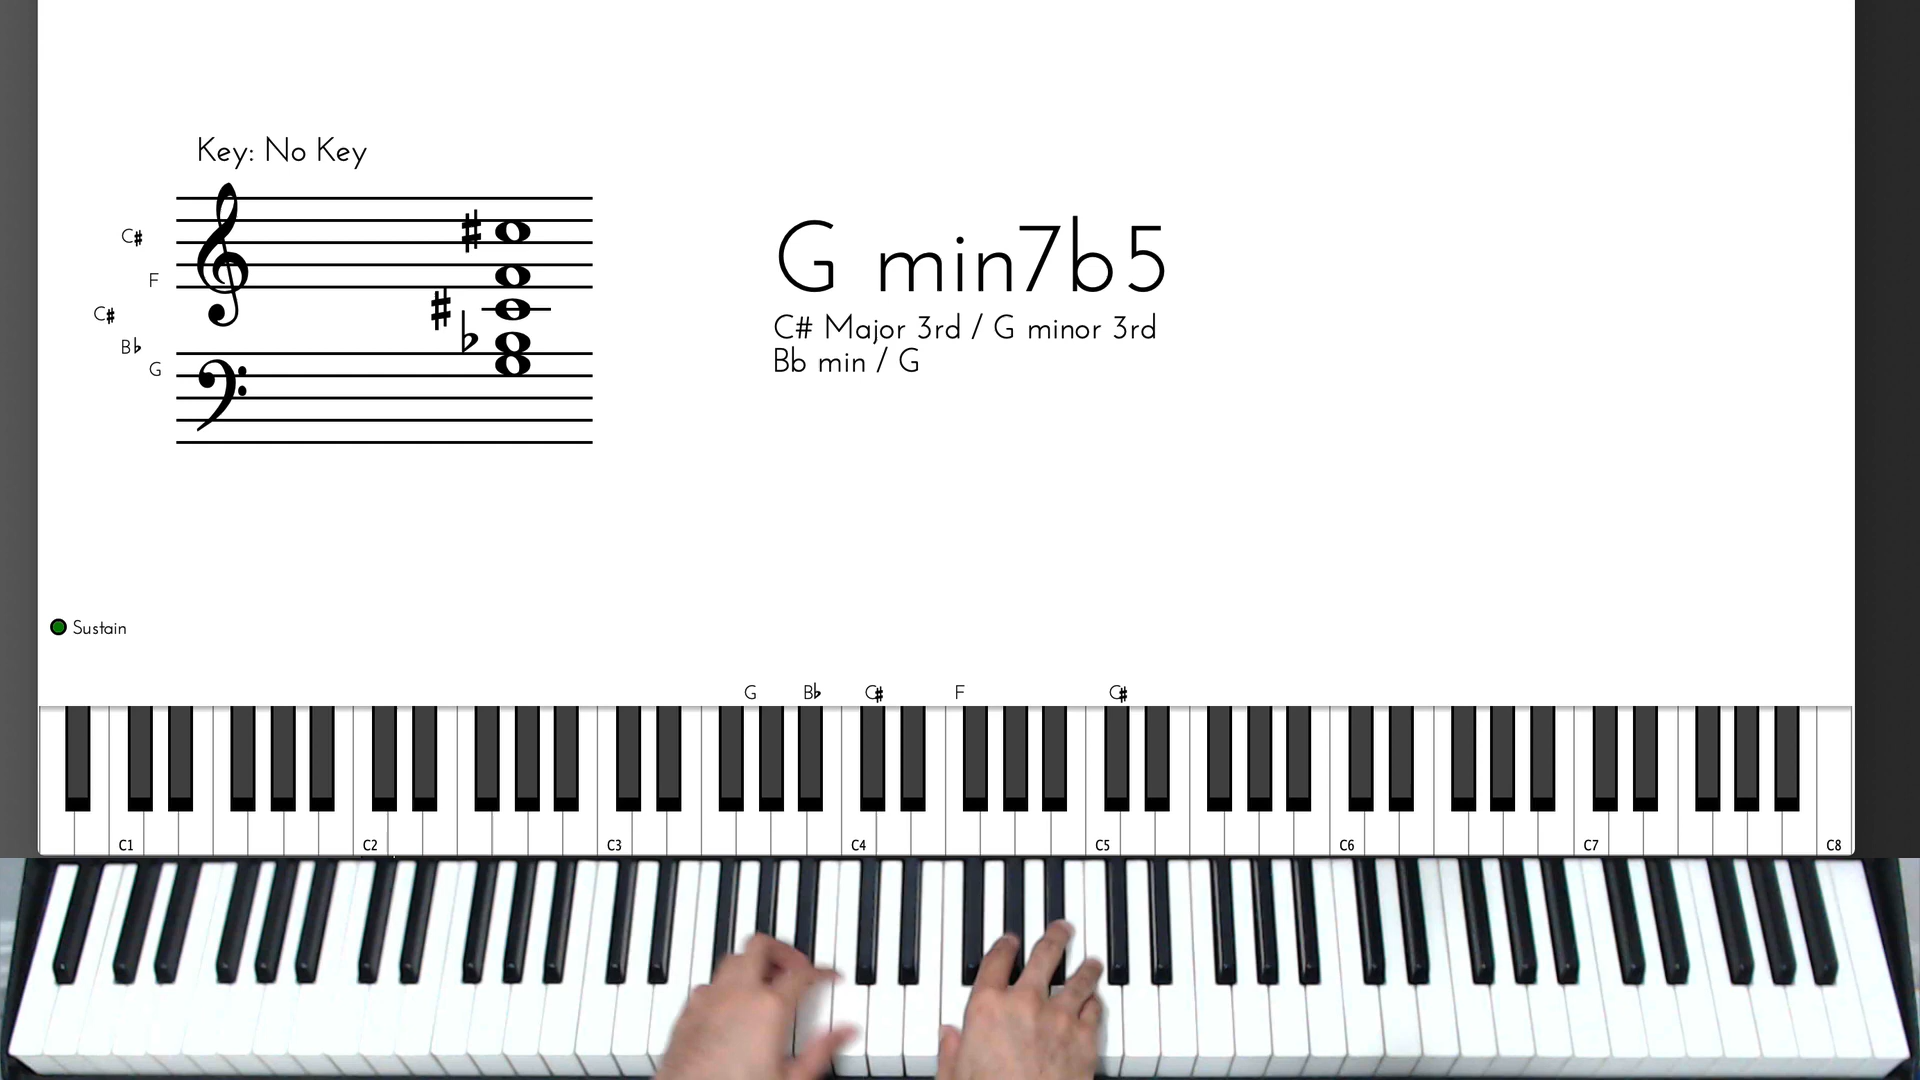 Key: No Key
C♯
F
C♯
B♭
G
G min7b5
C# Major 3rd / G minor 3rd
Bb min / G
Sustain
G B♭ C♯ F C♯
C1 C2 C3 C4 C5 C6 C7 C8